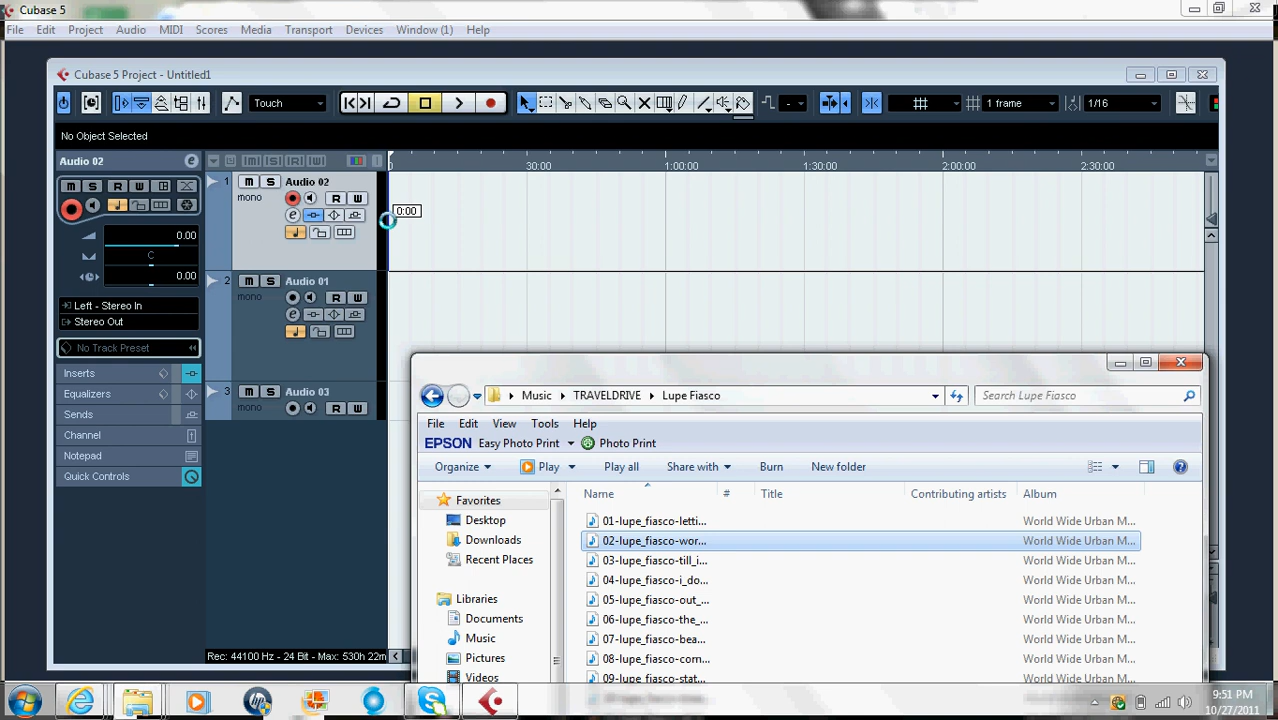 Cubase 5
File Edit Project Audio MIDI Scores Media Transport Devices Window (1) Help
Cubase 5 Project - Untitled1
Touch - 1 frame 1/16
No Object Selected
Audio 02 e [M] [S] [R] [W] 0 30:00 1:00:00 1:30:00 2:00:00 2:30:00
1 M S Audio 02
M S R W mono R W
0:00
e
0.00
C
0.00
2 M S Audio 01
mono R W
e
Left - Stereo In
Stereo Out
No Track Preset
Inserts
Equalizers
3 M S Audio 03
mono R W
Sends
Channel
Notepad
Quick Controls
Rec: 44100 Hz - 24 Bit - Max: 530h 22m
Music TRAVELDRIVE Lupe Fiasco Search Lupe Fiasco
File Edit View Tools Help
EPSON Easy Photo Print Photo Print
Organize Play Play all Share with Burn New folder
Name # Title Contributing artists Album
Favorites
Desktop
Downloads
Recent Places
Libraries
Documents
Music
Pictures
Videos
01-lupe_fiasco-letti... World Wide Urban M...
02-lupe_fiasco-wor... World Wide Urban M...
03-lupe_fiasco-till_i... World Wide Urban M...
04-lupe_fiasco-i_do... World Wide Urban M...
05-lupe_fiasco-out_... World Wide Urban M...
06-lupe_fiasco-the_... World Wide Urban M...
07-lupe_fiasco-bea... World Wide Urban M...
08-lupe_fiasco-com... World Wide Urban M...
09-lupe_fiasco-stat... World Wide Urban M...
9:51 PM
10/27/2011